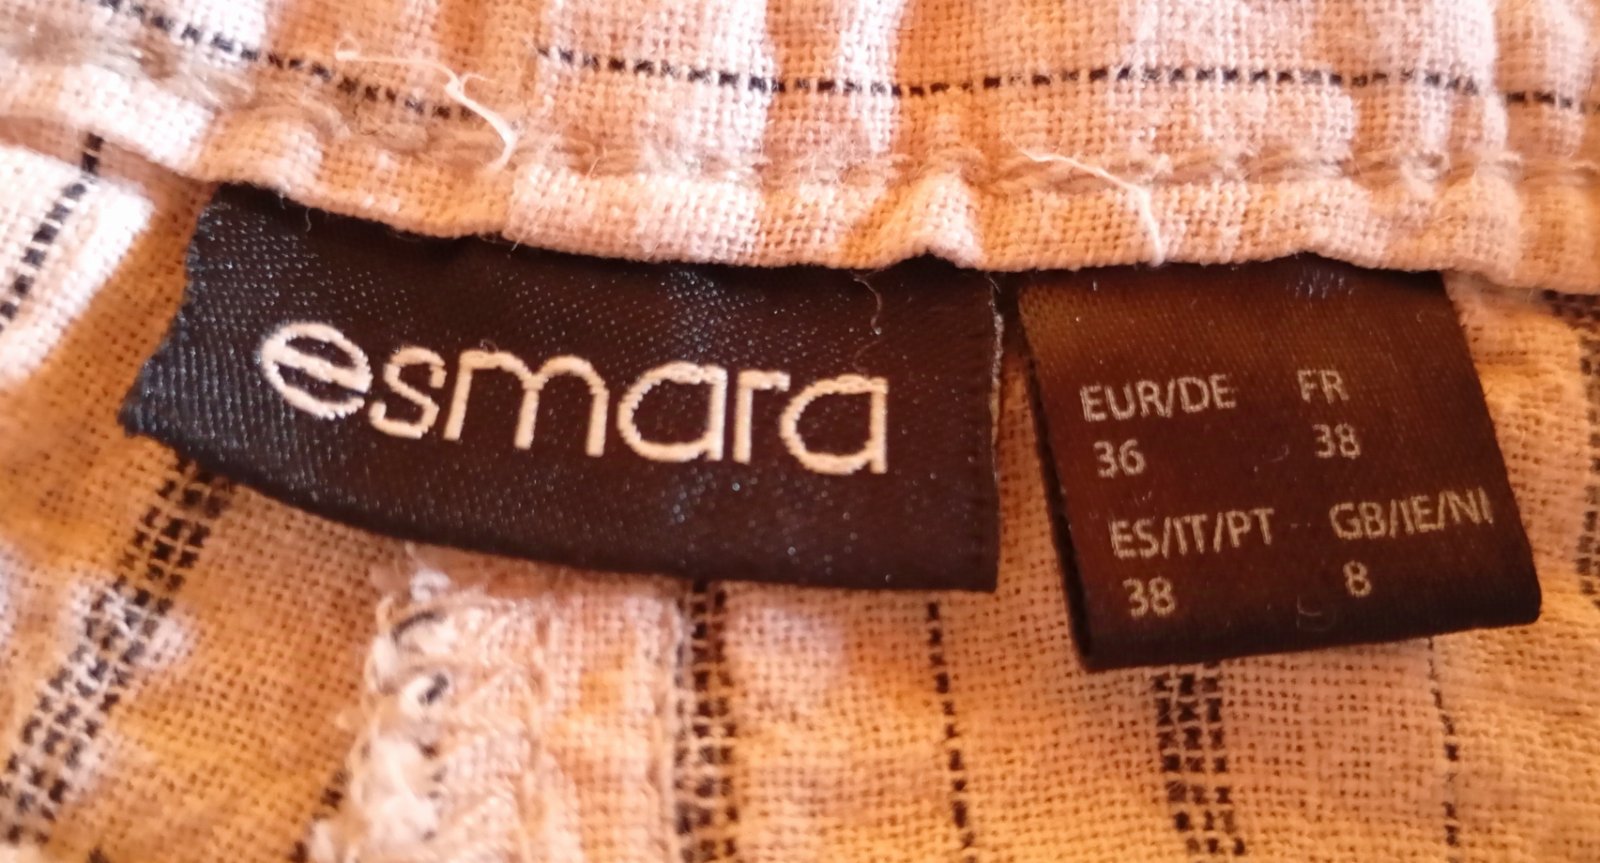 esmara
EUR/DE FR
36 38
ES/IT/PT GB/IE/NI
38 8